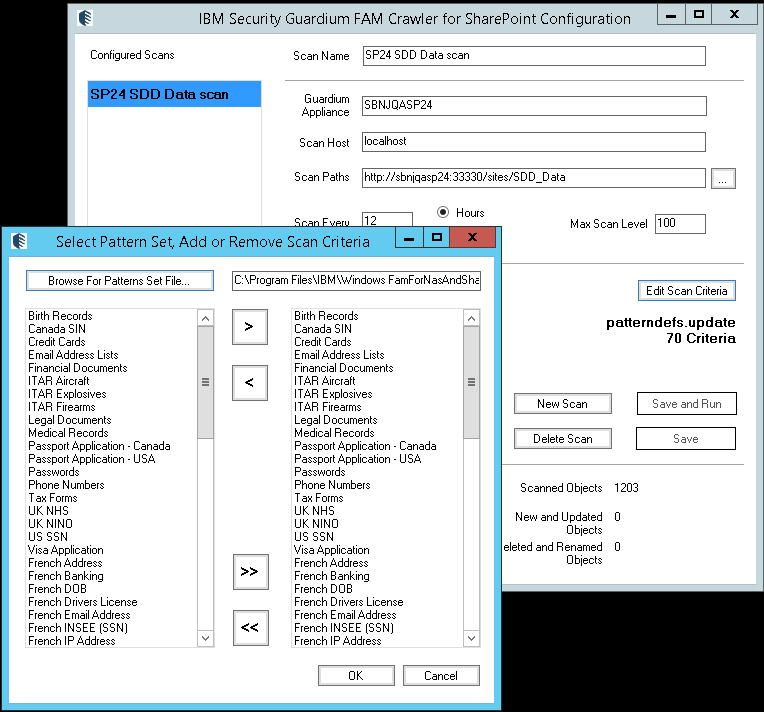 IBM Security Guardium FAM Crawler for SharePoint Configuration
Configured Scans
SP24 SDD Data scan
Scan Name
SP24 SDD Data scan
Guardium
Appliance
SBNJQASP24
Scan Host
localhost
Scan Paths
http://sbnjqasp24:33330/sites/SDD_Data
...
Scan Every
12
Hours
Max Scan Level
100
Edit Scan Criteria
patterndefs.update
70 Criteria
New Scan
Save and Run
Delete Scan
Save
Scanned Objects 1203
New and Updated
Objects
0
eleted and Renamed
Objects
0
Select Pattern Set, Add or Remove Scan Criteria
Browse For Patterns Set File...
C:\Program Files\IBM\Windows FamForNasAndSha
Birth Records
Canada SIN
Credit Cards
Email Address Lists
Financial Documents
ITAR Aircraft
ITAR Explosives
ITAR Firearms
Legal Documents
Medical Records
Passport Application - Canada
Passport Application - USA
Passwords
Phone Numbers
Tax Forms
UK NHS
UK NINO
US SSN
Visa Application
French Address
French Banking
French DOB
French Drivers License
French Email Address
French INSEE (SSN)
French IP Address
>
<
>>
<<
Birth Records
Canada SIN
Credit Cards
Email Address Lists
Financial Documents
ITAR Aircraft
ITAR Explosives
ITAR Firearms
Legal Documents
Medical Records
Passport Application - Canada
Passport Application - USA
Passwords
Phone Numbers
Tax Forms
UK NHS
UK NINO
US SSN
Visa Application
French Address
French Banking
French DOB
French Drivers License
French Email Address
French INSEE (SSN)
French IP Address
OK
Cancel